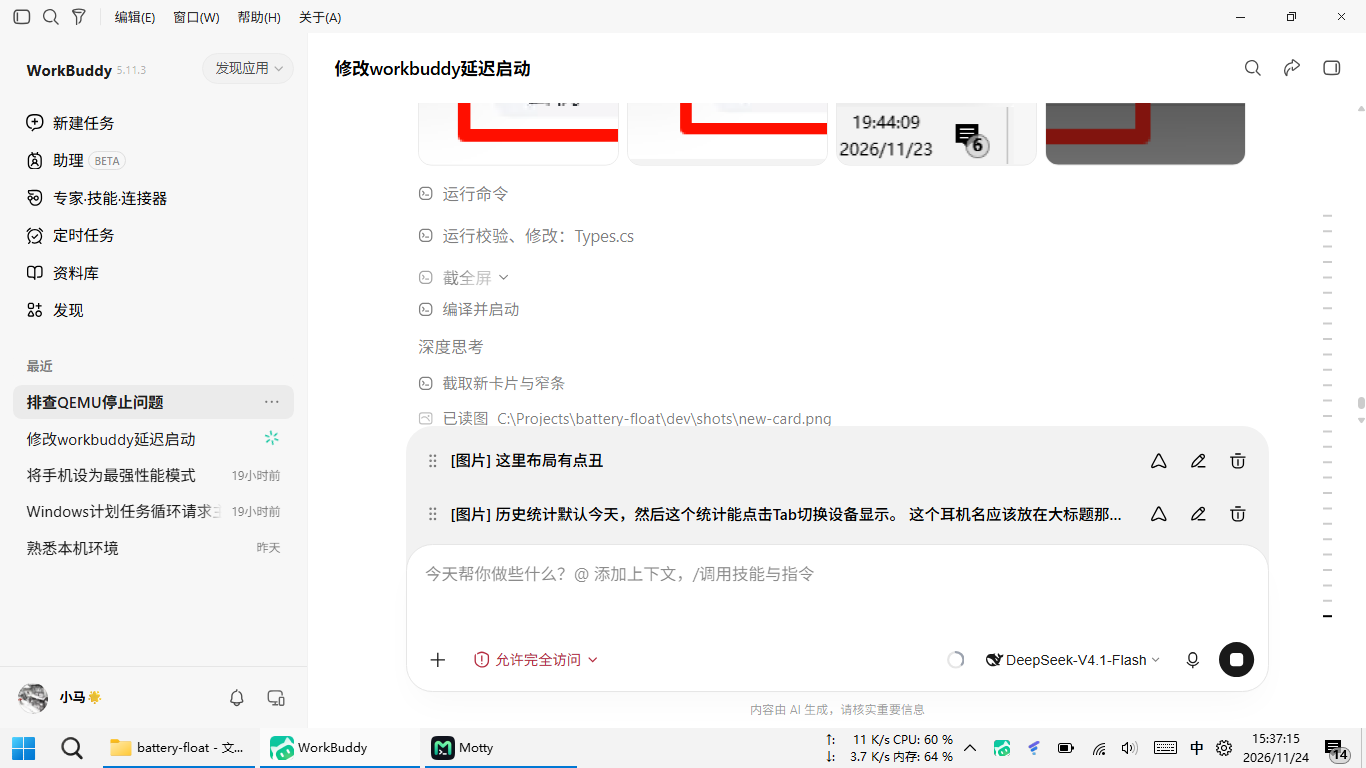 编辑(E) 窗口(W) 帮助(H) 关于(A)
WorkBuddy 5.11.3
发现应用
新建任务
助理 BETA
专家·技能·连接器
定时任务
资料库
发现
最近
排查QEMU停止问题
修改workbuddy延迟启动
将手机设为最强性能模式 19小时前
Windows计划任务循环请求 19小时前
熟悉本机环境 昨天
小马
修改workbuddy延迟启动
19:44:09
2026/11/23
6
运行命令
运行校验、修改：Types.cs
截全屏
编译并启动
深度思考
截取新卡片与窄条
已读图 C:\Projects\battery-float\dev\shots\new-card.png
[图片] 这里布局有点丑
[图片] 历史统计默认今天，然后这个统计能点击Tab切换设备显示。 这个耳机名应该放在大标题那...
今天帮你做些什么？@ 添加上下文，/调用技能与指令
允许完全访问
DeepSeek-V4.1-Flash
内容由 AI 生成，请核实重要信息
battery-float - 文...
WorkBuddy
Motty
↑: 11 K/s CPU: 60 %
↓: 3.7 K/s 内存: 64 %
中
15:37:15
2026/11/24
14